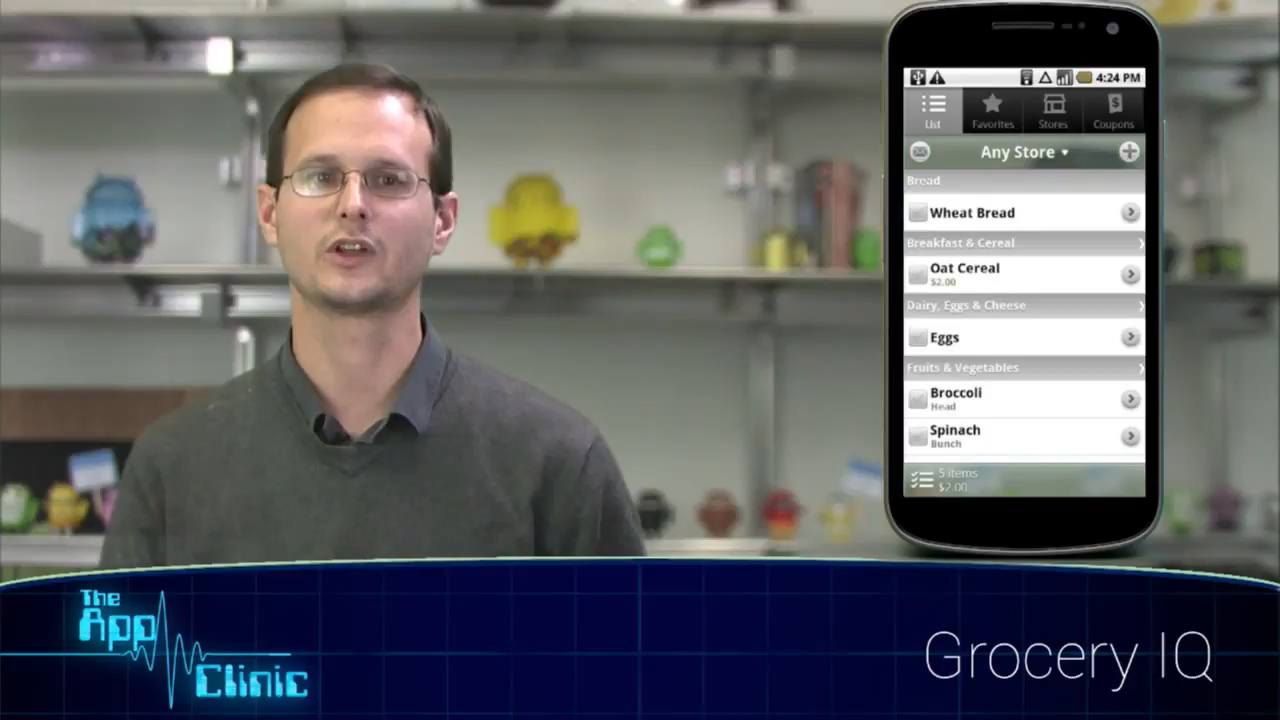 4:24 PM
List Favorites Stores Coupons
Any Store
Bread
Wheat Bread
Breakfast & Cereal
Oat Cereal
$2.00
Dairy, Eggs & Cheese
Eggs
Fruits & Vegetables
Broccoli
Head
Spinach
Bunch
5 items
$2.00
The
App
Clinic
Grocery IQ